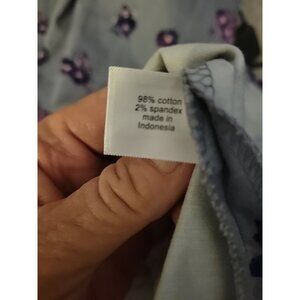 98% cotton
2% spandex
made in
Indonesia